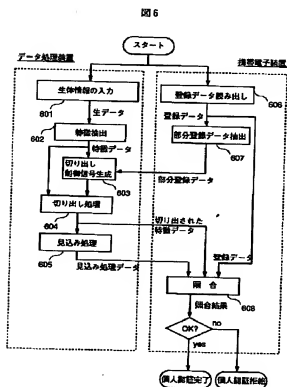 図6
スタート
データ処理装置
携帯電子装置
生体情報の入力
601
生データ
登録データ読み出し
606
登録データ
602
特徴抽出
特徴データ
部分登録データ抽出
607
切り出し
制御信号生成
603
部分登録データ
切り出し処理
604
切り出された
特徴データ
見込み処理
605
見込み処理データ
登録データ
照 合
608
照合結果
OK?
no
yes
個人認証完了
個人認証拒絶